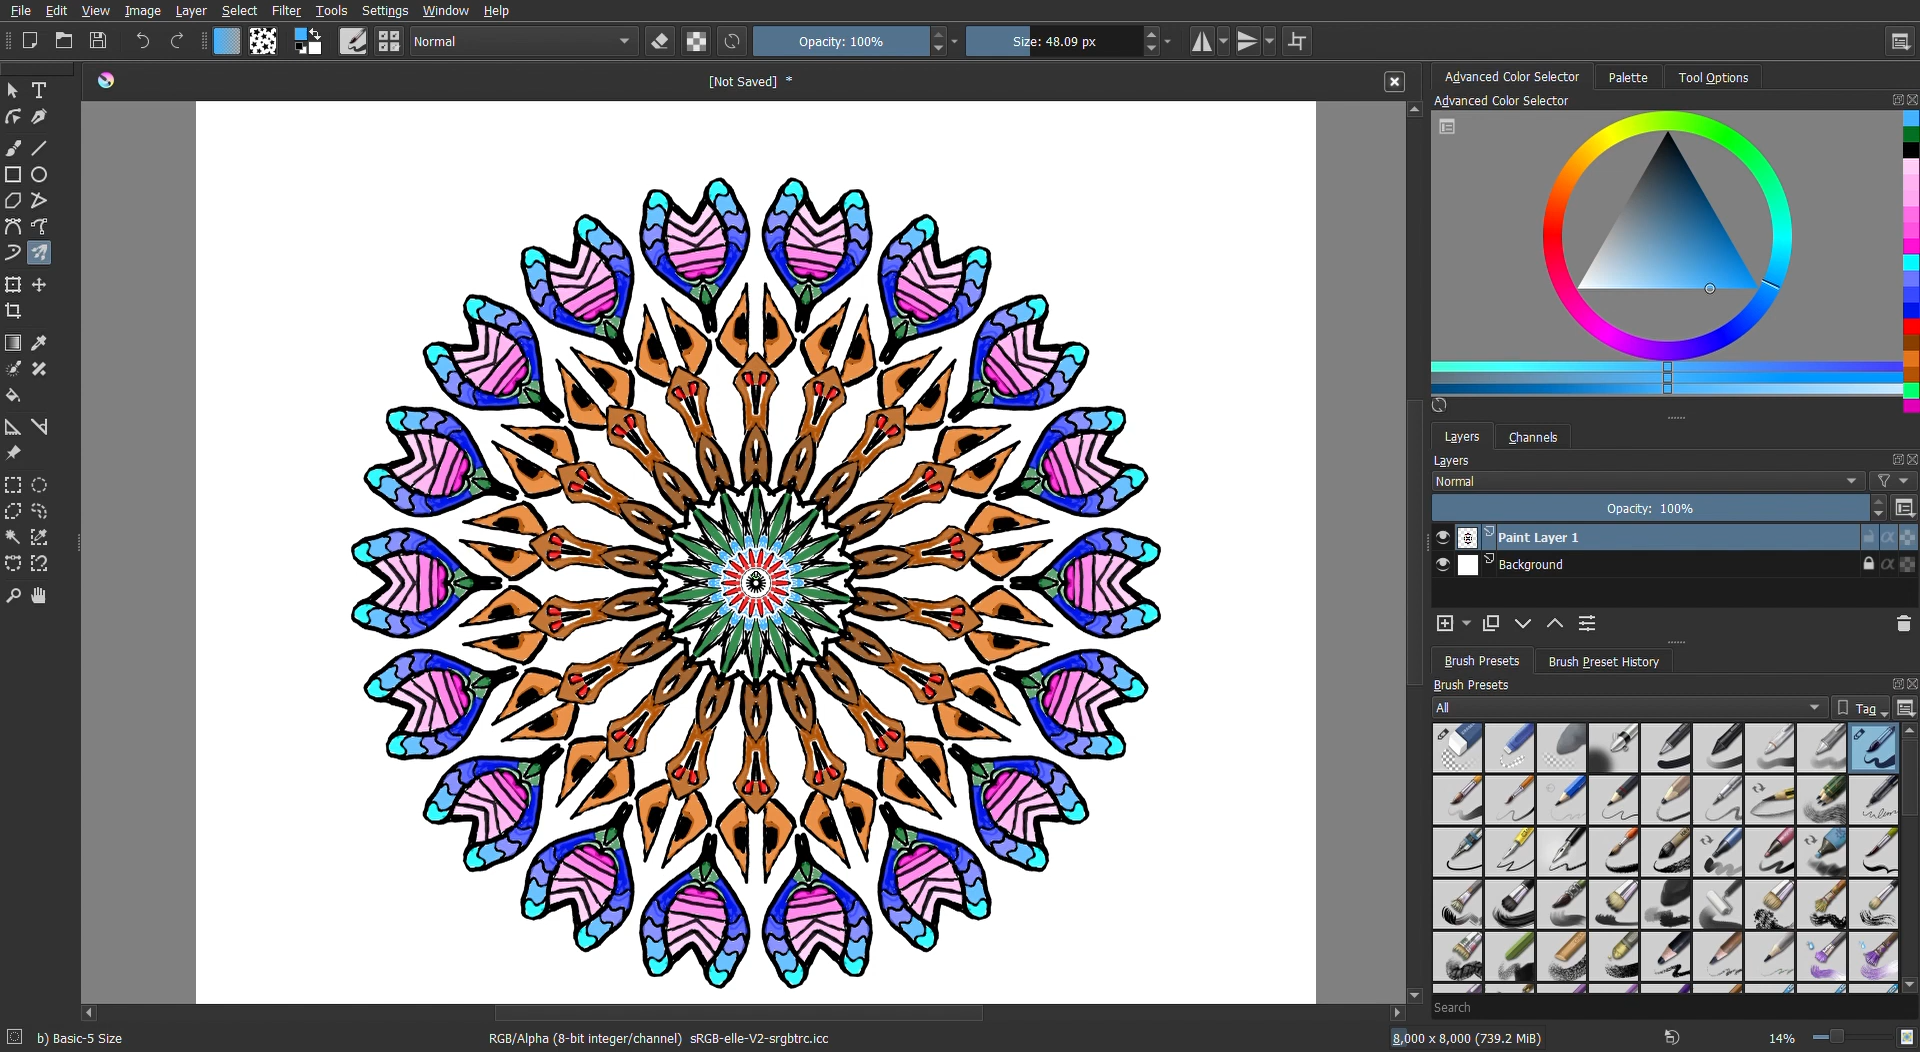 File Edit View Image Layer Select Filter Tools Settings Window Help
Normal Opacity: 100% Size: 48.09 px
[Not Saved] *
Advanced Color Selector Palette Tool Options
Advanced Color Selector
Layers Channels
Layers
Normal
Opacity: 100%
Paint Layer 1
Background
Brush Presets Brush Preset History
Brush Presets
All Tag
Search
b) Basic-5 Size RGB/Alpha (8-bit integer/channel) sRGB-elle-V2-srgbtrc.icc 8,000 x 8,000 (739.2 MiB) 14%